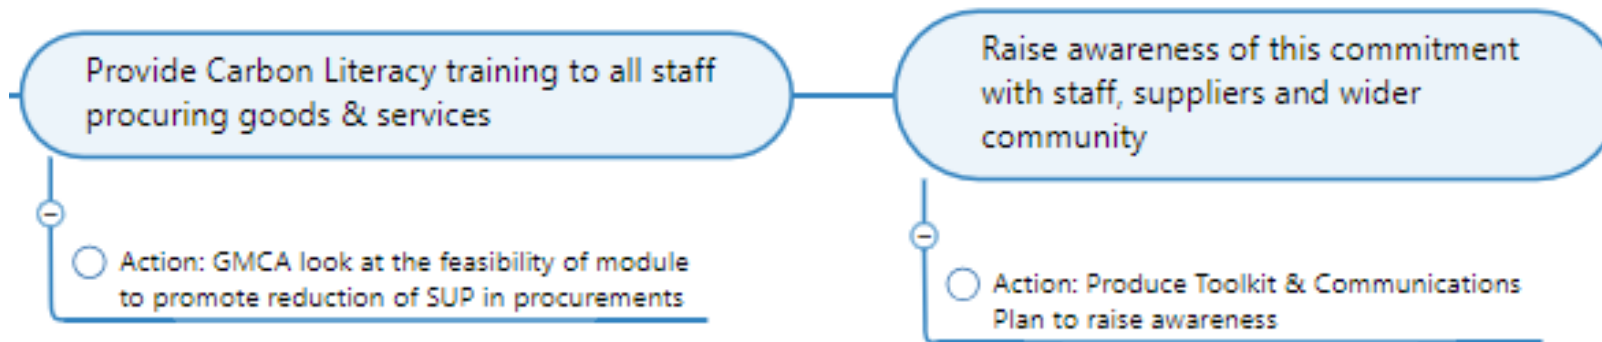 Provide Carbon Literacy training to all staff
procuring goods & services
Action: GMCA look at the feasibility of module
to promote reduction of SUP in procurements
Raise awareness of this commitment
with staff, suppliers and wider
community
Action: Produce Toolkit & Communications
Plan to raise awareness